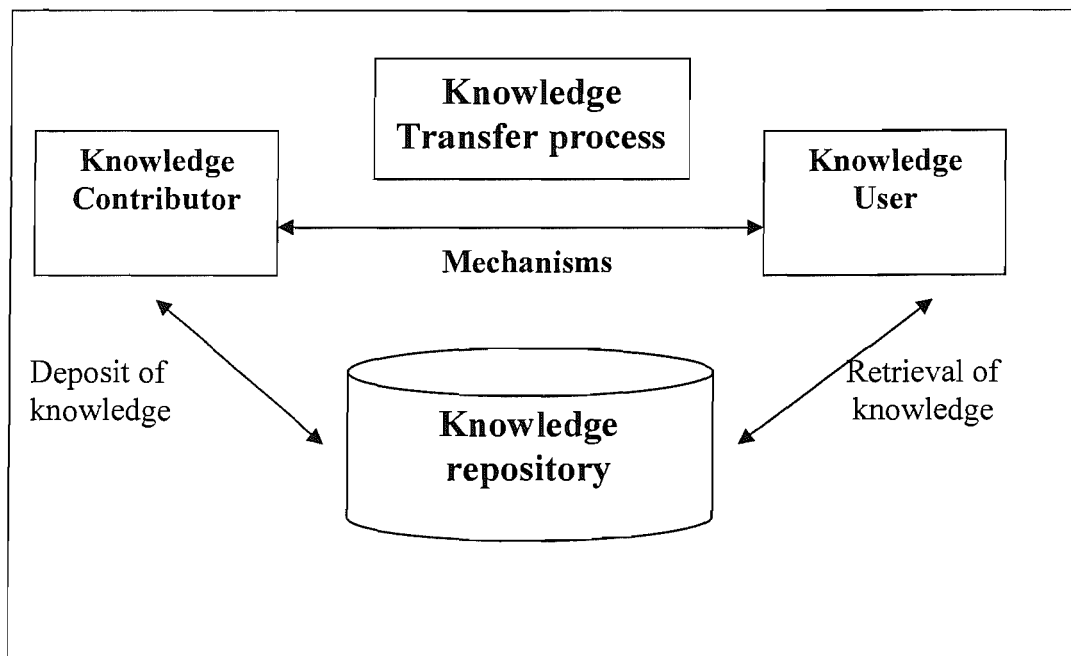 Knowledge
Transfer process
Knowledge
Contributor
Knowledge
User
Mechanisms
Deposit of
knowledge
Retrieval of
knowledge
Knowledge
repository